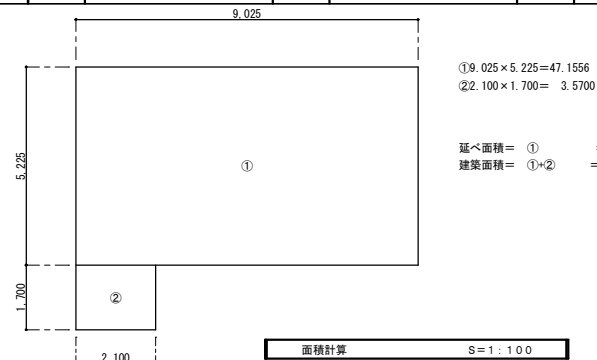 9.025
①9.025×5.225=47.1556
②2.100×1.700= 3.5700
5.225
①
延べ面積= ① =
建築面積= ①+② =
1.700
②
2.100
面積計算 S=1:100